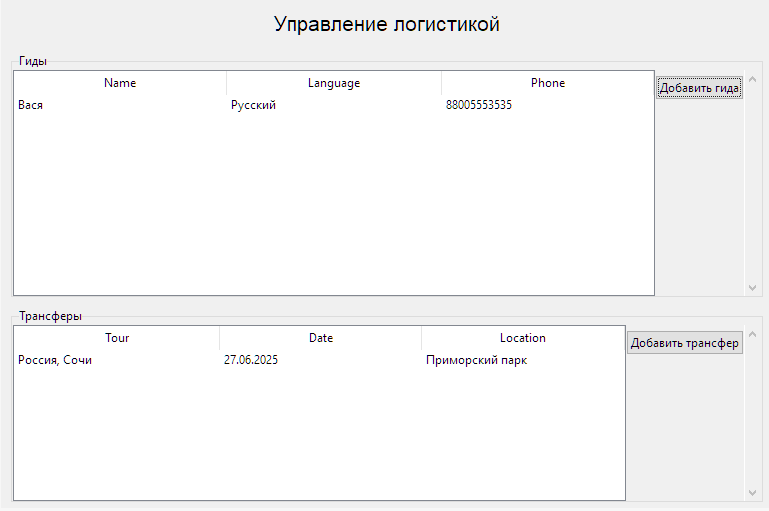 Управление логистикой
Гиды
Name Language Phone
Добавить гида
Вася Русский 88005553535
Трансферы
Tour Date Location
Добавить трансфер
Россия, Сочи 27.06.2025 Приморский парк